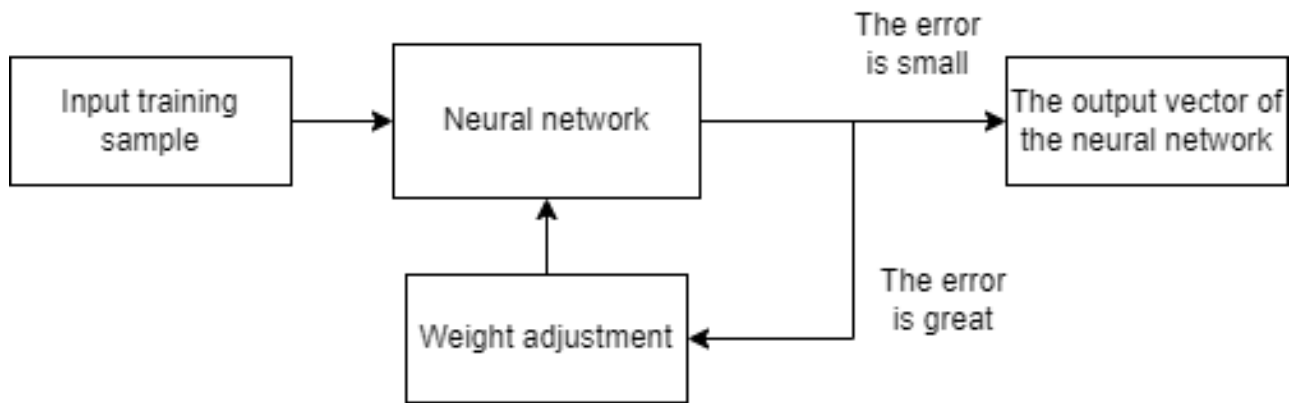 The error
is small
Input training
sample
Neural network
The output vector of
the neural network
The error
is great
Weight adjustment